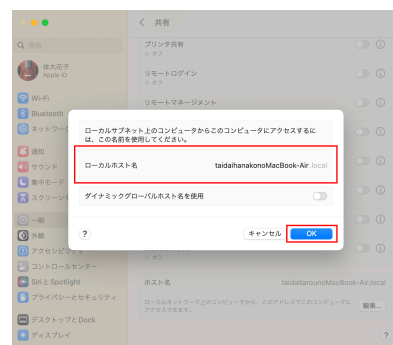 共有
検索
体大花子
Apple ID
プリンタ共有
オフ
リモートログイン
オフ
Wi-Fi
リモートマネージメント
Bluetooth
ネットワーク
ローカルサブネット上のコンピュータからこのコンピュータにアクセスするに
は、この名前を使用してください。
通知
サウンド
ローカルホスト名
taidaihanakonoMacBook-Air.local
集中モード
スクリーン
ダイナミックグローバルホスト名を使用
一般
外観
?
キャンセル
OK
アクセシビリティ
オフ
コントロールセンター
Siri と Spotlight
ホスト名
taidaitarounoMacBook-Air.local
プライバシーとセキュリティ
ローカルネットワーク上のコンピュータから、このアドレスでこのコンピュータに
アクセスできます。
編集...
デスクトップと Dock
ディスプレイ
?